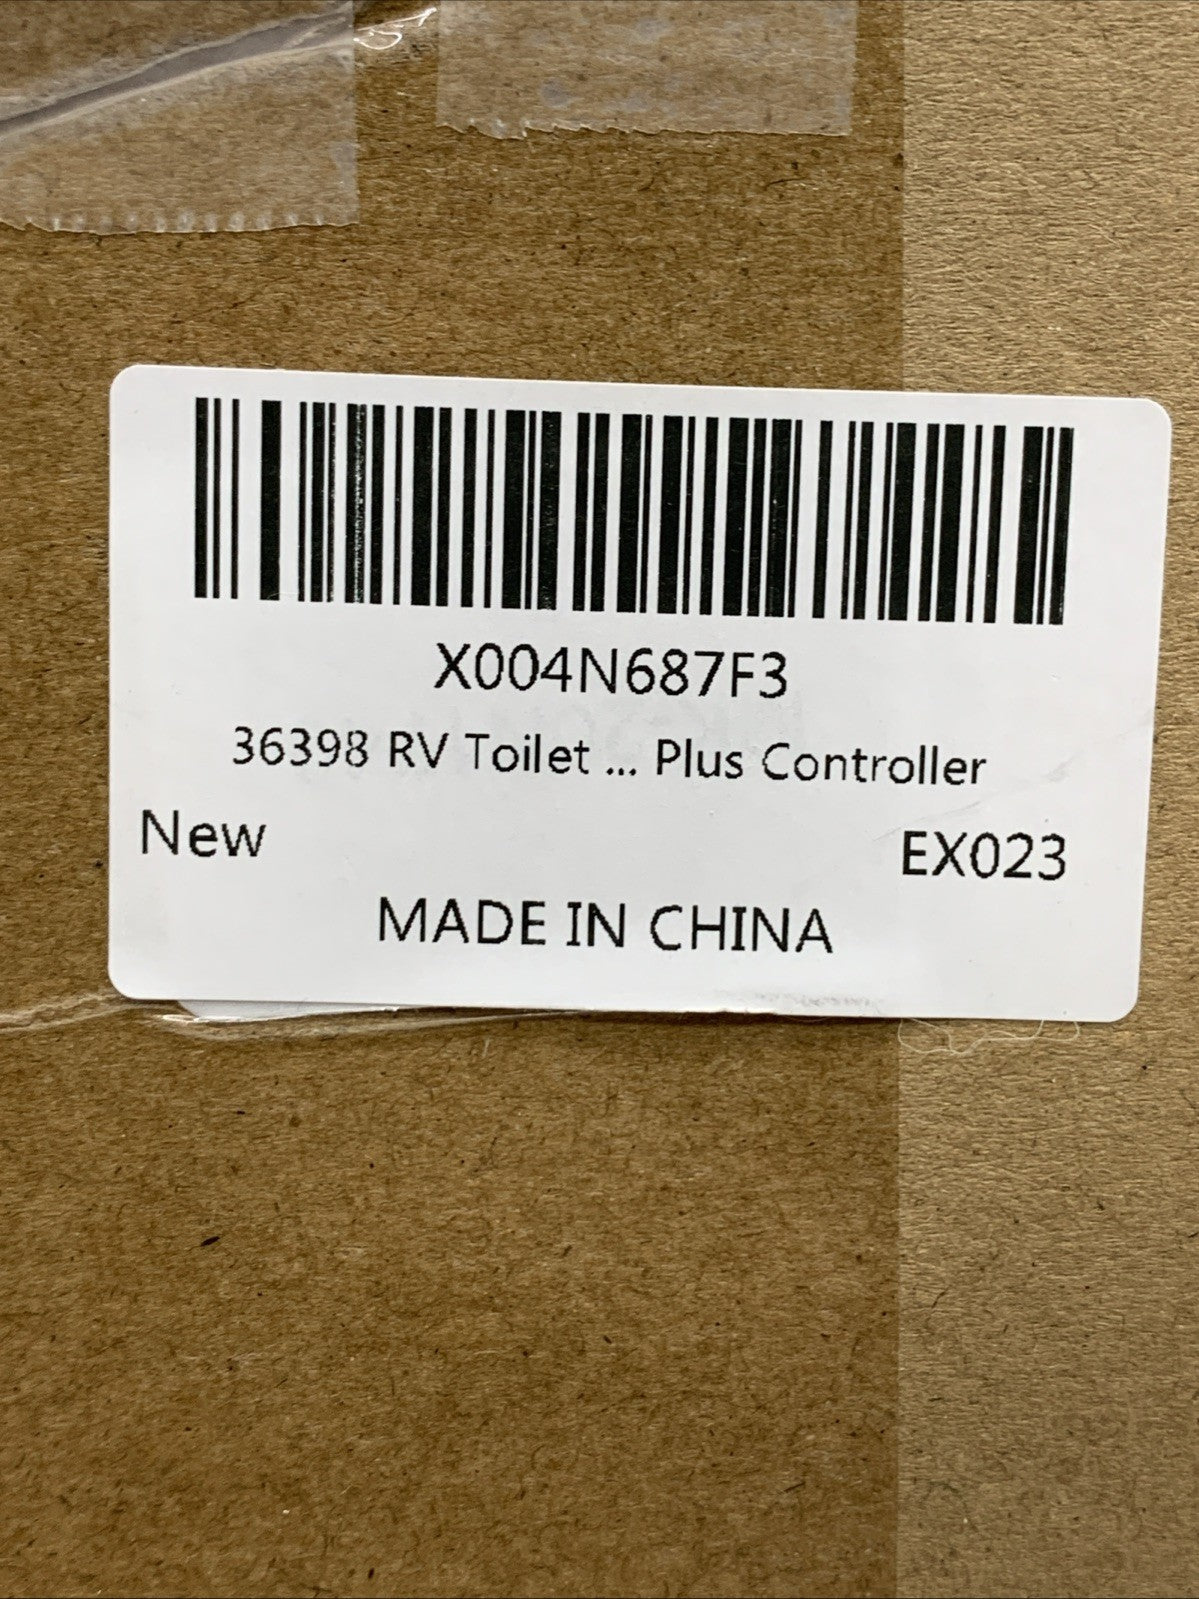 X004N687F3
36398 RV Toilet ... Plus Controller
New EX023
MADE IN CHINA